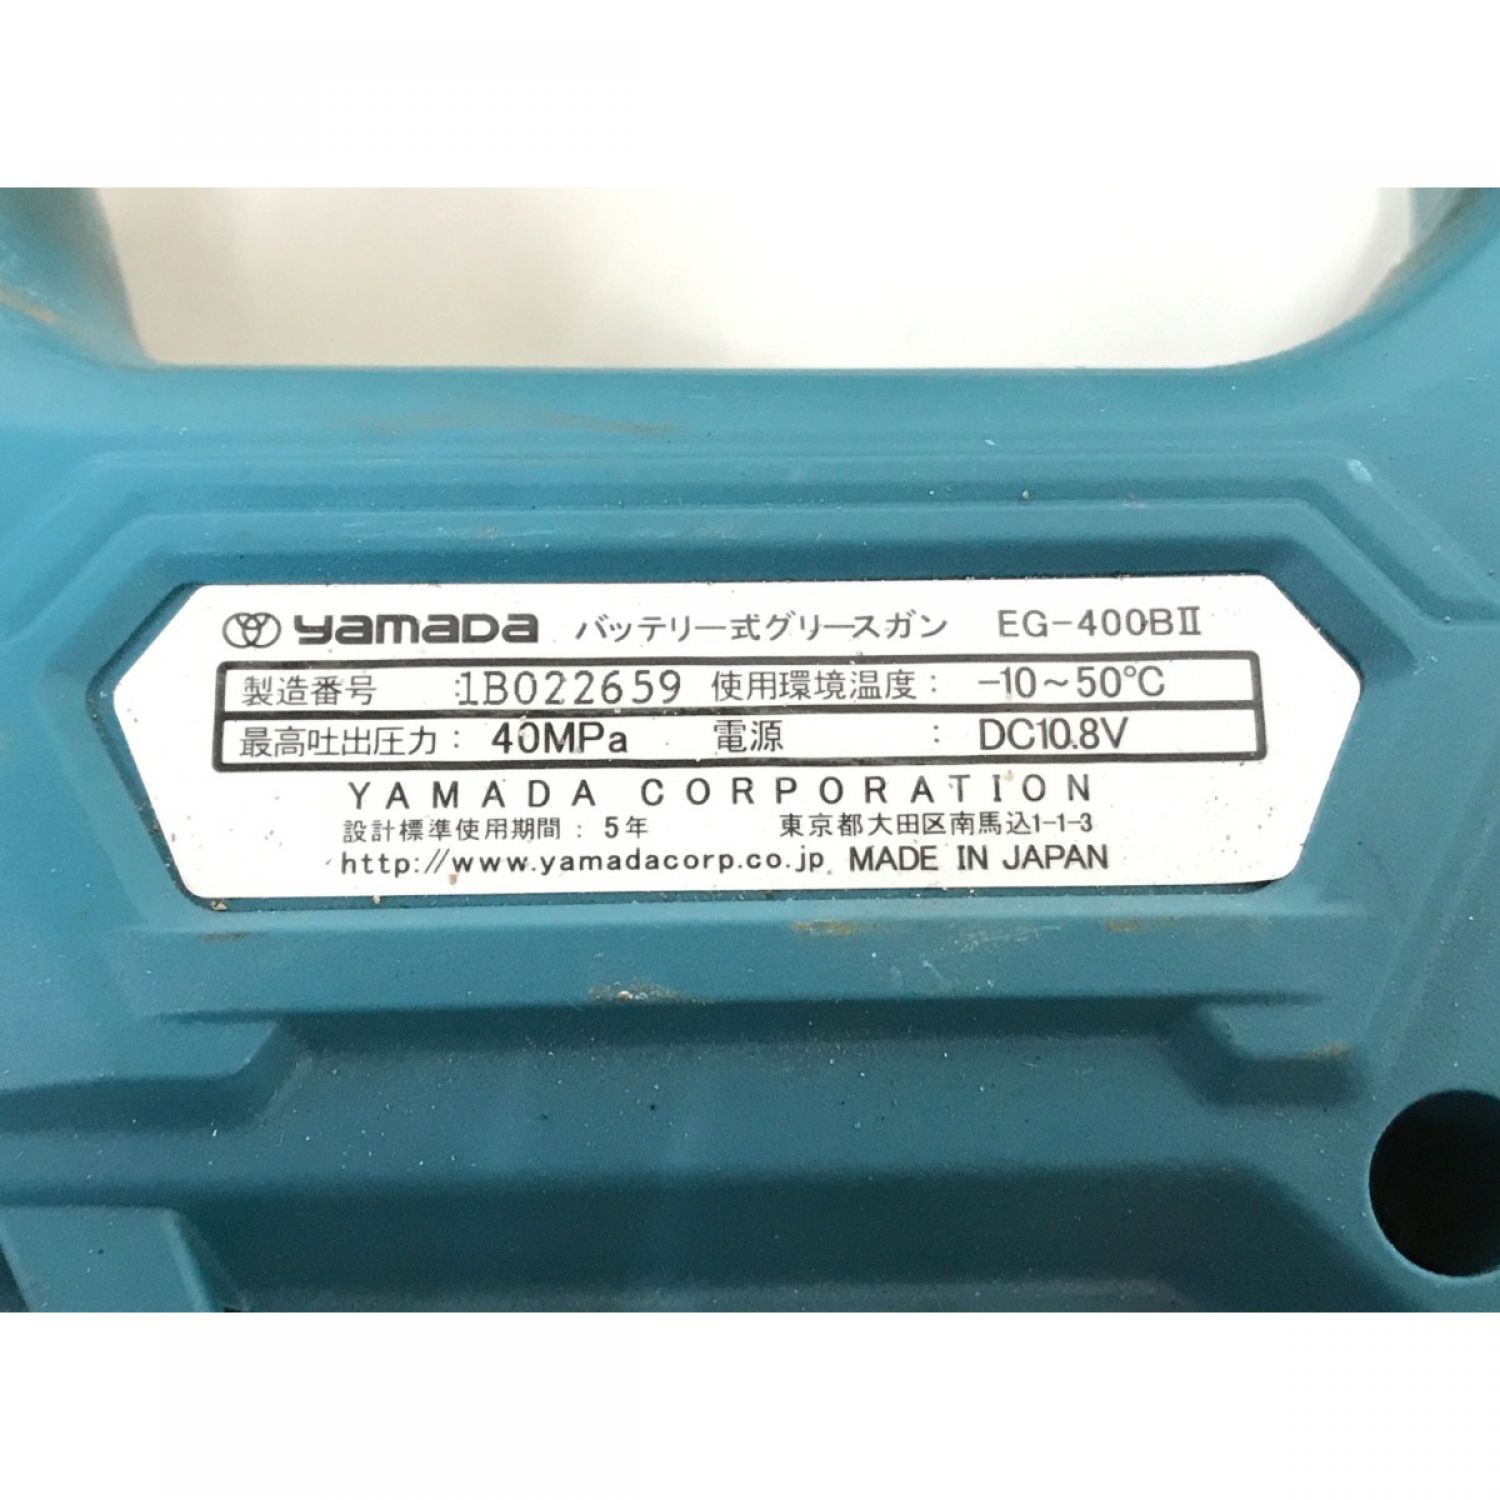 yamada バッテリー式グリースガン EG-400BⅡ
製造番号 :1B022659 使用環境温度: -10～50℃
最高吐出圧力: 40MPa 電源 : DC10.8V
YAMADA CORPORATION
設計標準使用期間: 5年 東京都大田区南馬込1-1-3
http://www.yamadacorp.co.jp MADE IN JAPAN